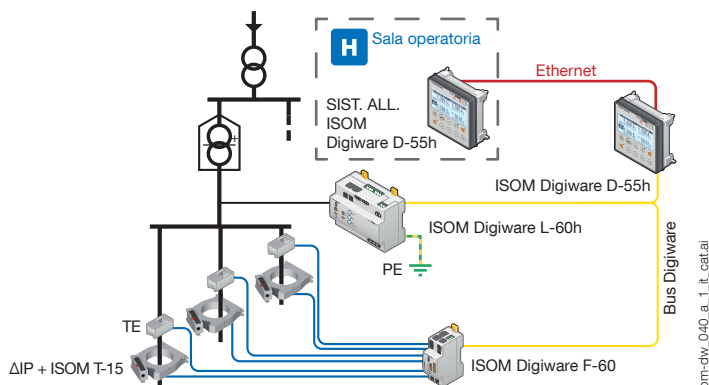 H
Sala operatoria
Ethernet
SIST. ALL.
ISOM
Digiware D-55h
ISOM Digiware D-55h
ISOM Digiware L-60h
PE
Bus Digiware
TE
ΔIP + ISOM T-15
ISOM Digiware F-60
om-dw_040_a_1_it_cat.ai